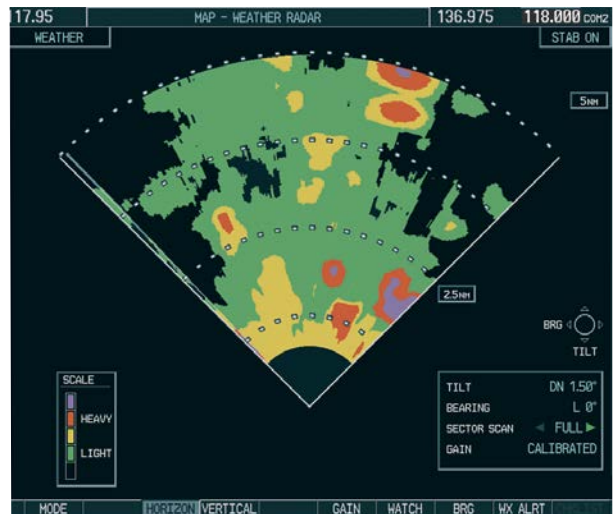 17.95 MAP - WEATHER RADAR 136.975 118.000 COM2
WEATHER STAB ON
5NM
2.5NM
BRG
TILT
SCALE
HEAVY
LIGHT
TILT DN 1.50°
BEARING L 0°
SECTOR SCAN FULL
GAIN CALIBRATED
MODE HORIZON VERTICAL GAIN WATCH BRG WX ALRT